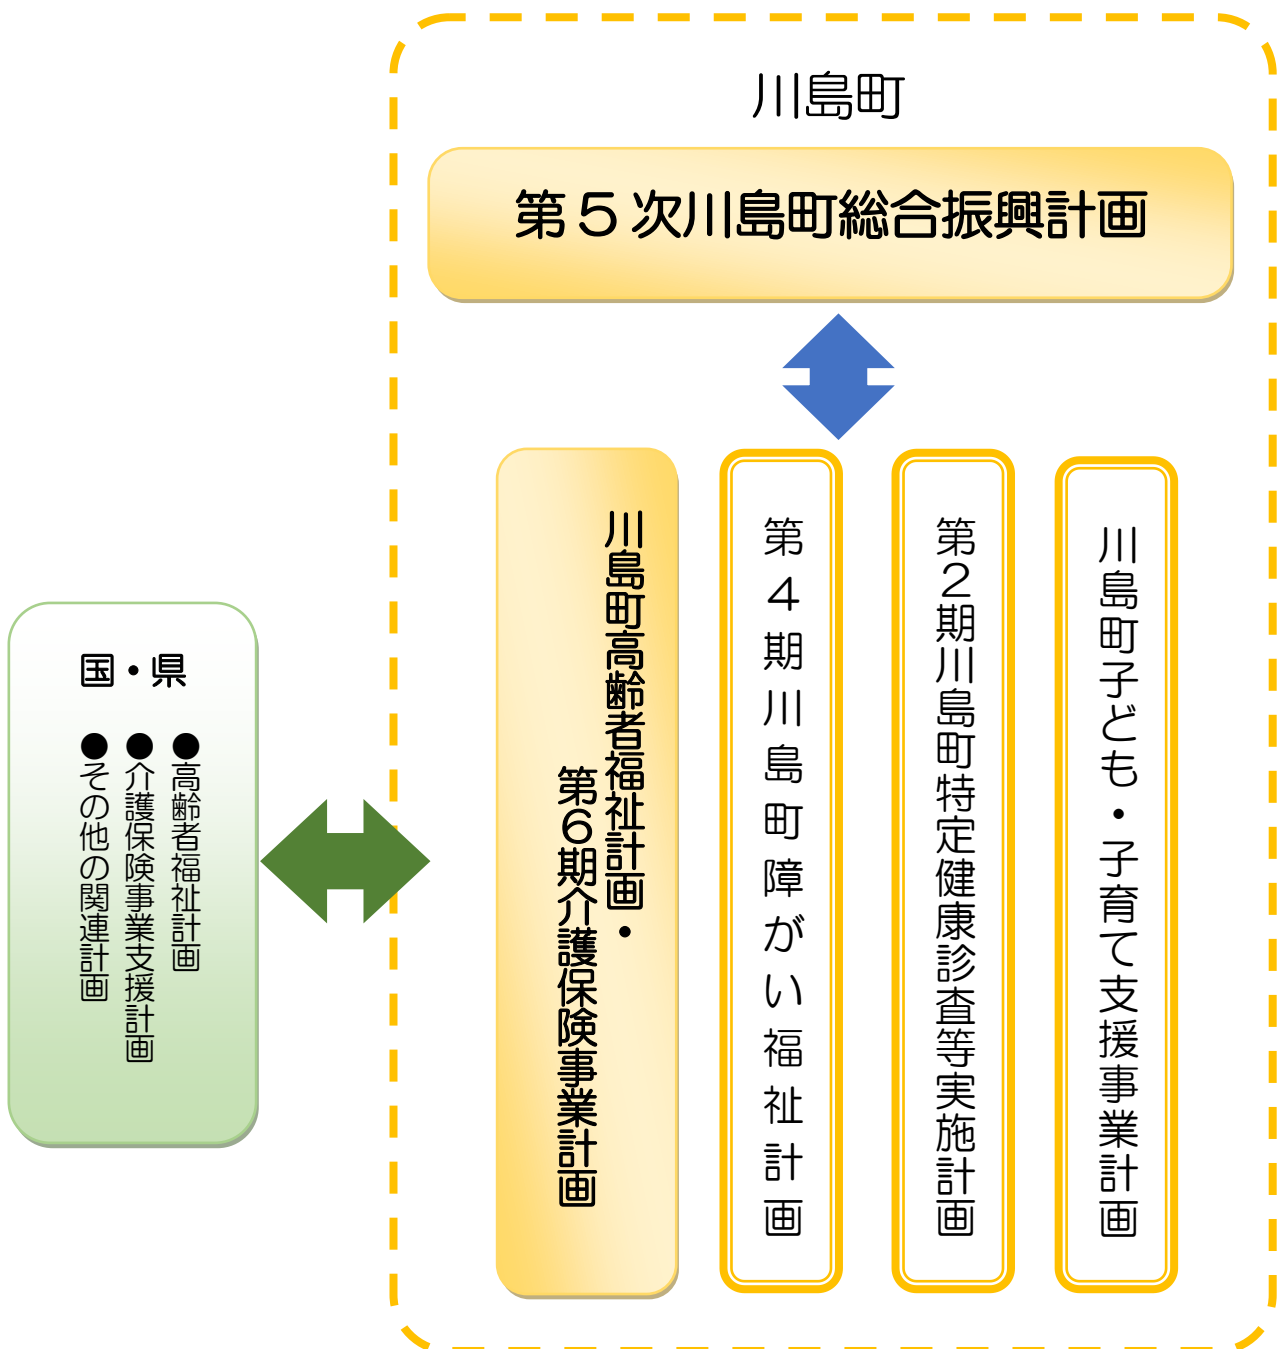 川島町
第５次川島町総合振興計画
川島町子ども・子育て支援事業計画
第２期川島町特定健康診査等実施計画
第４期川島町障がい福祉計画
川島町高齢者福祉計画・
第６期介護保険事業計画
国・県
●高齢者福祉計画
●介護保険事業支援計画
●その他の関連計画